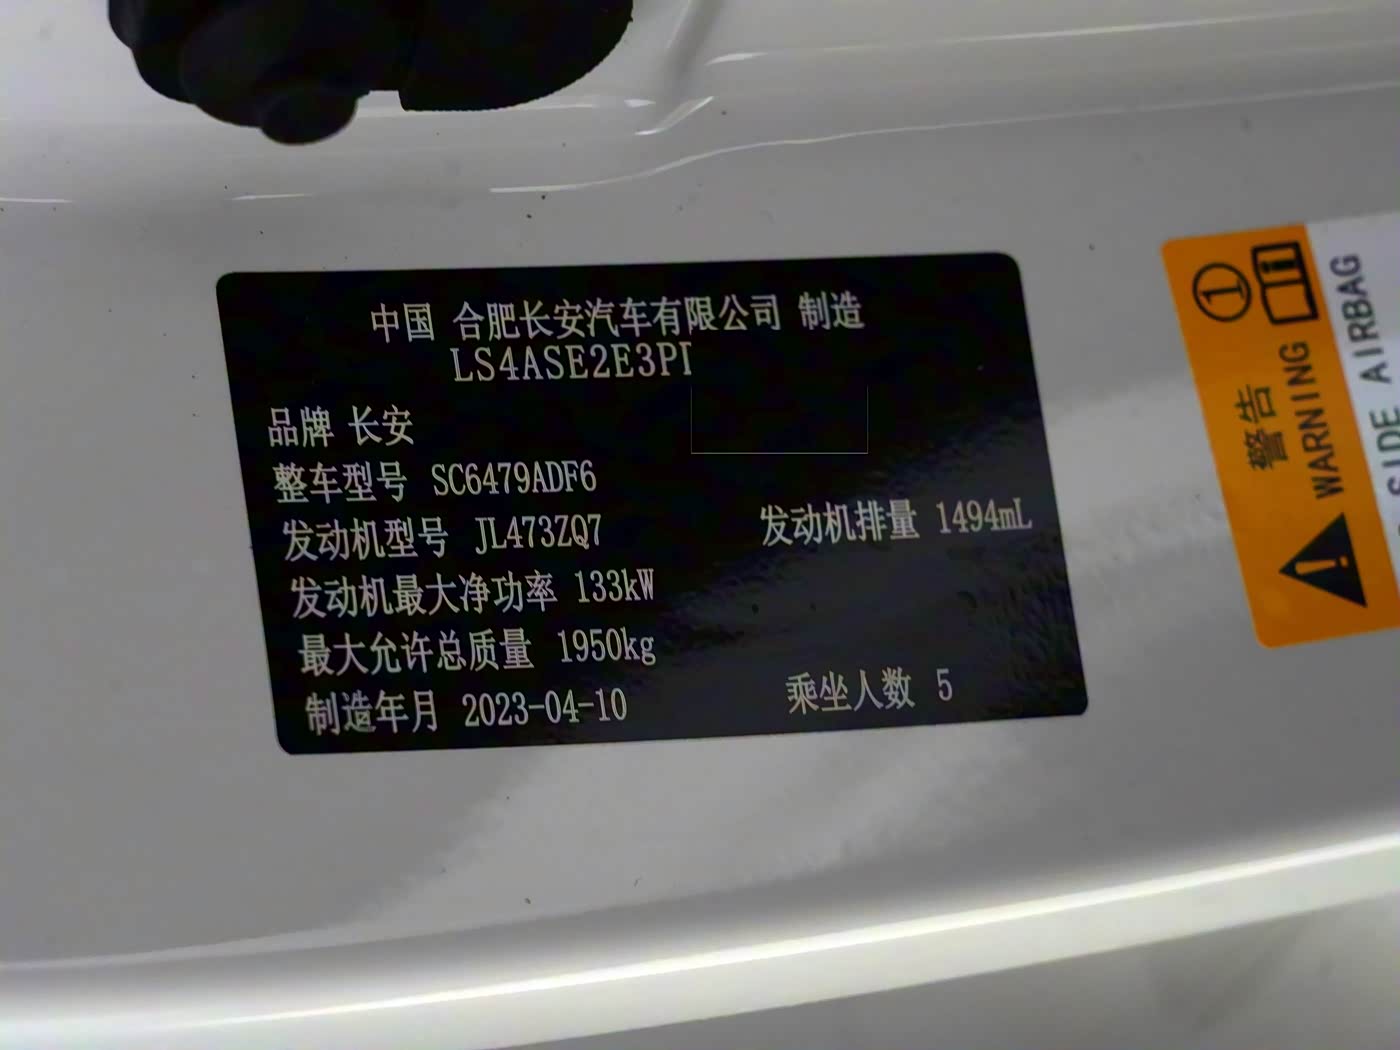 中国 合肥长安汽车有限公司 制造
LS4ASE2E3P
品牌 长安
整车型号 SC6479ADF6
发动机型号 JL473ZQ7
发动机排量 1494mL
发动机最大净功率 133kW
最大允许总质量 1950kg
制造年月 2023-04-10
乘坐人数 5
警告
WARNING
SIDE AIRBAG